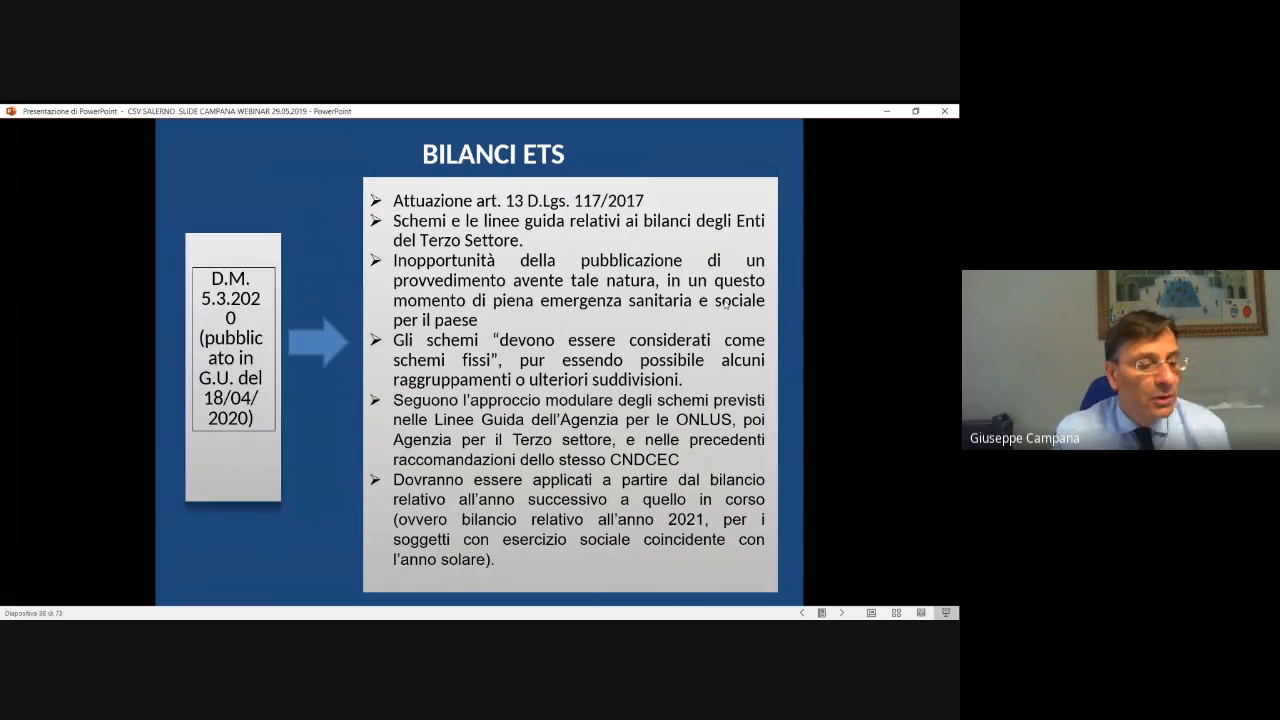 Presentazione di PowerPoint - CSV SALERNO SLIDE CAMPANA WEBINAR 29.05.2019 - PowerPoint
BILANCI ETS
D.M.
5.3.202
0
(pubblic
ato in
G.U. del
18/04/
2020)
➢ Attuazione art. 13 D.Lgs. 117/2017
➢ Schemi e le linee guida relativi ai bilanci degli Enti
del Terzo Settore.
➢ Inopportunità della pubblicazione di un
provvedimento avente tale natura, in un questo
momento di piena emergenza sanitaria e sociale
per il paese
➢ Gli schemi “devono essere considerati come
schemi fissi”, pur essendo possibile alcuni
raggruppamenti o ulteriori suddivisioni.
➢ Seguono l’approccio modulare degli schemi previsti
nelle Linee Guida dell’Agenzia per le ONLUS, poi
Agenzia per il Terzo settore, e nelle precedenti
raccomandazioni dello stesso CNDCEC
➢ Dovranno essere applicati a partire dal bilancio
relativo all’anno successivo a quello in corso
(ovvero bilancio relativo all’anno 2021, per i
soggetti con esercizio sociale coincidente con
l’anno solare).
Diapositiva 38 di 73
Giuseppe Campana